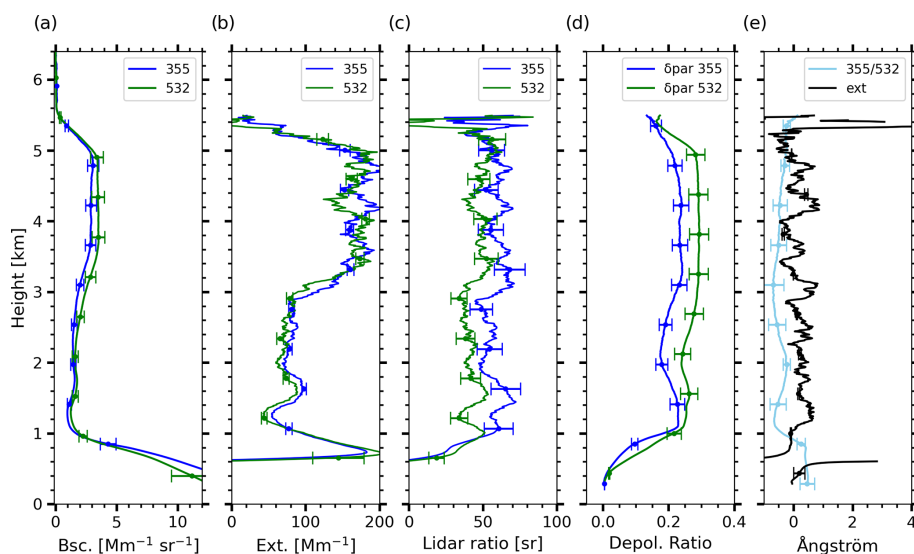 (a) (b) (c) (d) (e)
355
532
355
532
355
532
δpar 355
δpar 532
355/532
ext
6
5
4
3
2
1
0
Height [km]
0 5 10
0 100 200
0 50 100
0.0 0.2 0.4
0 2 4
Bsc. [Mm⁻¹ sr⁻¹]
Ext. [Mm⁻¹]
Lidar ratio [sr]
Depol. Ratio
Ångström